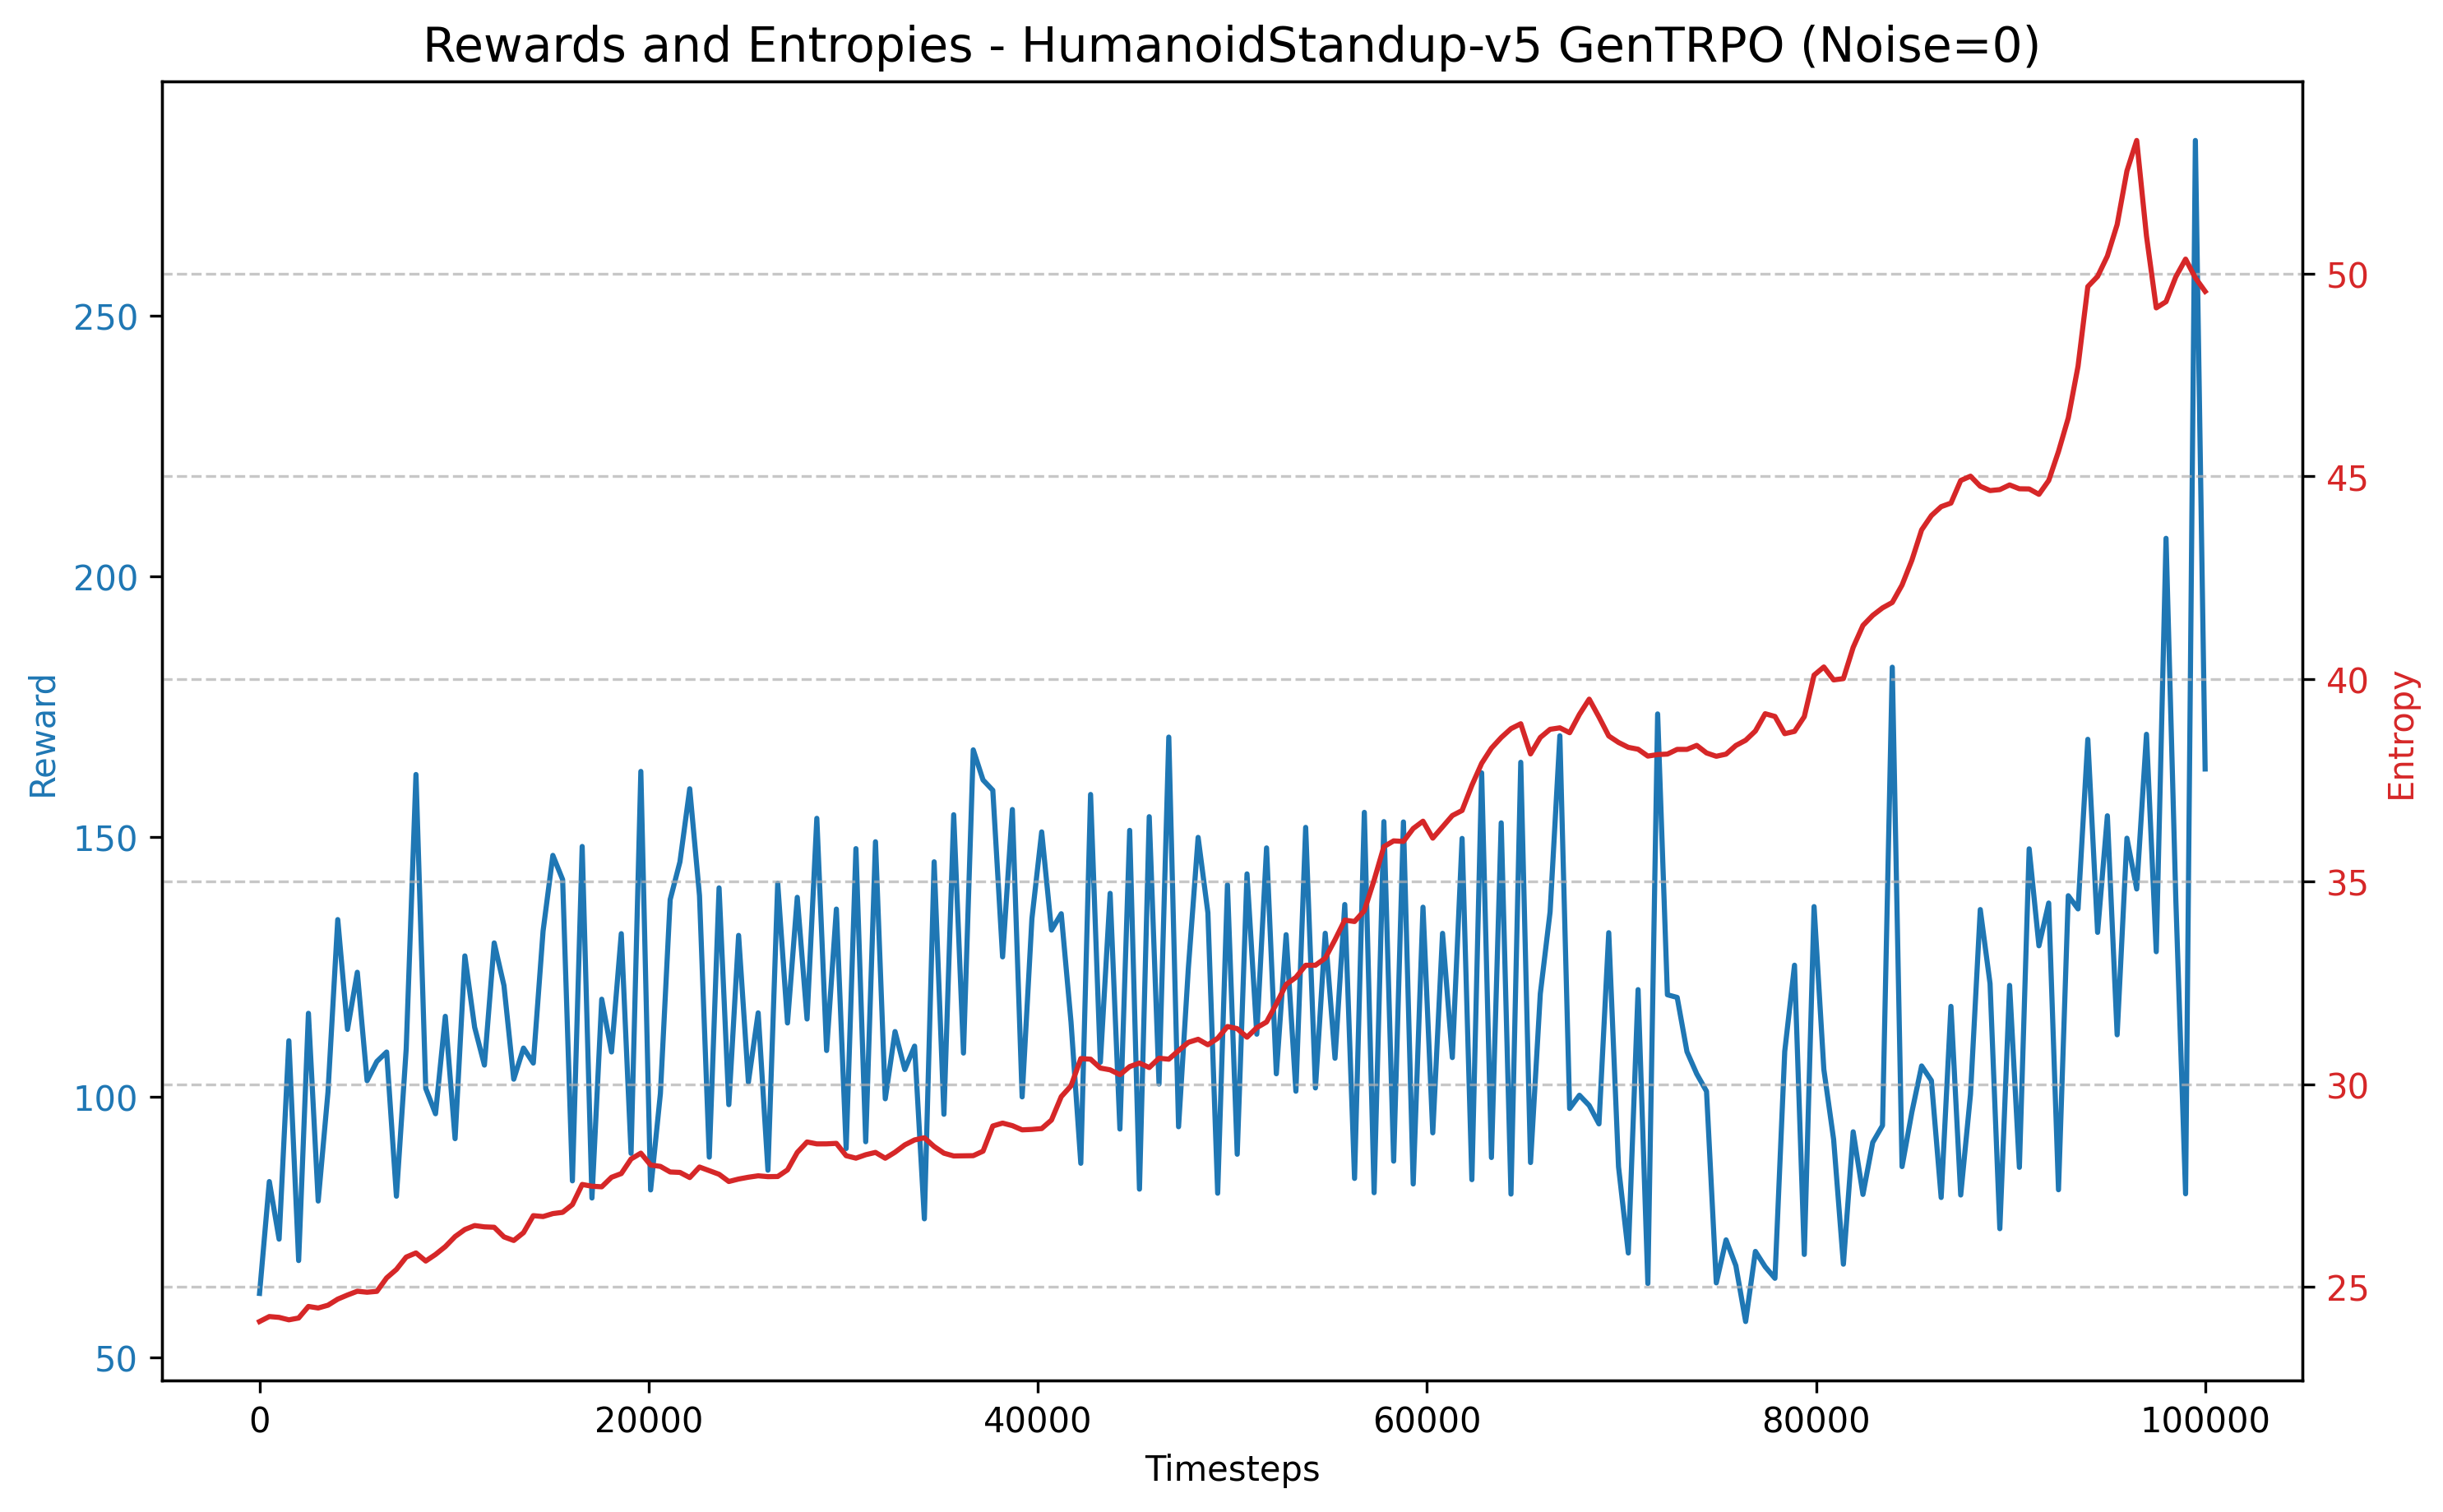 Rewards and Entropies - HumanoidStandup-v5 GenTRPO (Noise=0)
250
200
150
100
50
Reward
50
45
40
35
30
25
Entropy
0 20000 40000 60000 80000 100000
Timesteps